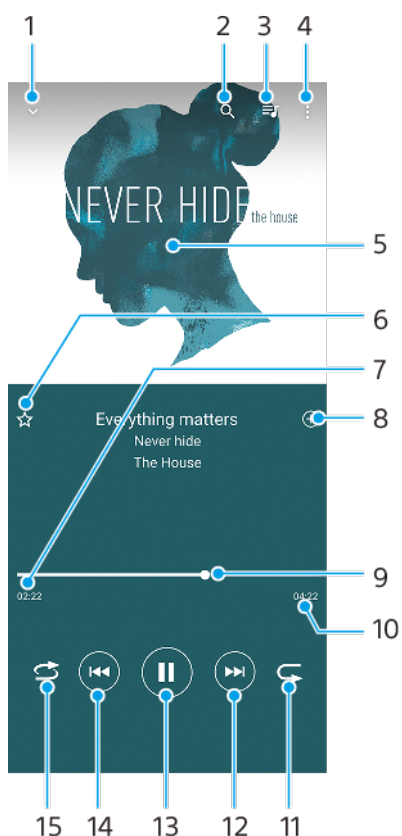 1 2 3 4
NEVER HIDE the house
5
6
7
8
Everything matters
Never hide
The House
9
02:22 04:22
10
15 14 13 12 11